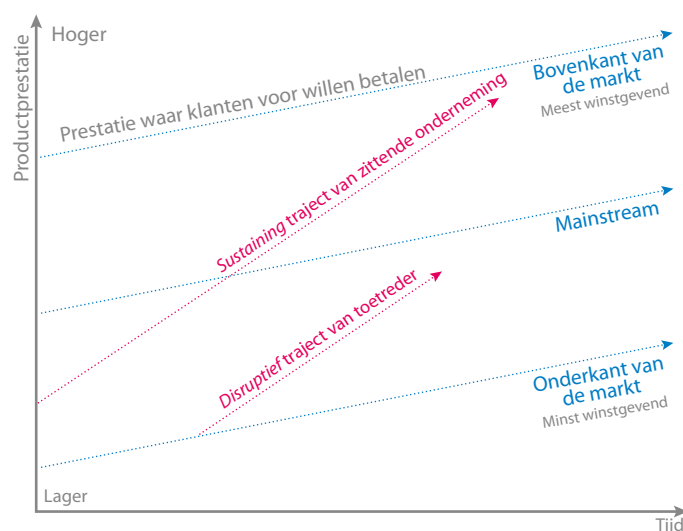 Productprestatie
Hoger
Prestatie waar klanten voor willen betalen
Bovenkant van
de markt
Meest winstgevend
Sustaining traject van zittende onderneming
Mainstream
Disruptief traject van toetreder
Onderkant van
de markt
Minst winstgevend
Lager
Tijd